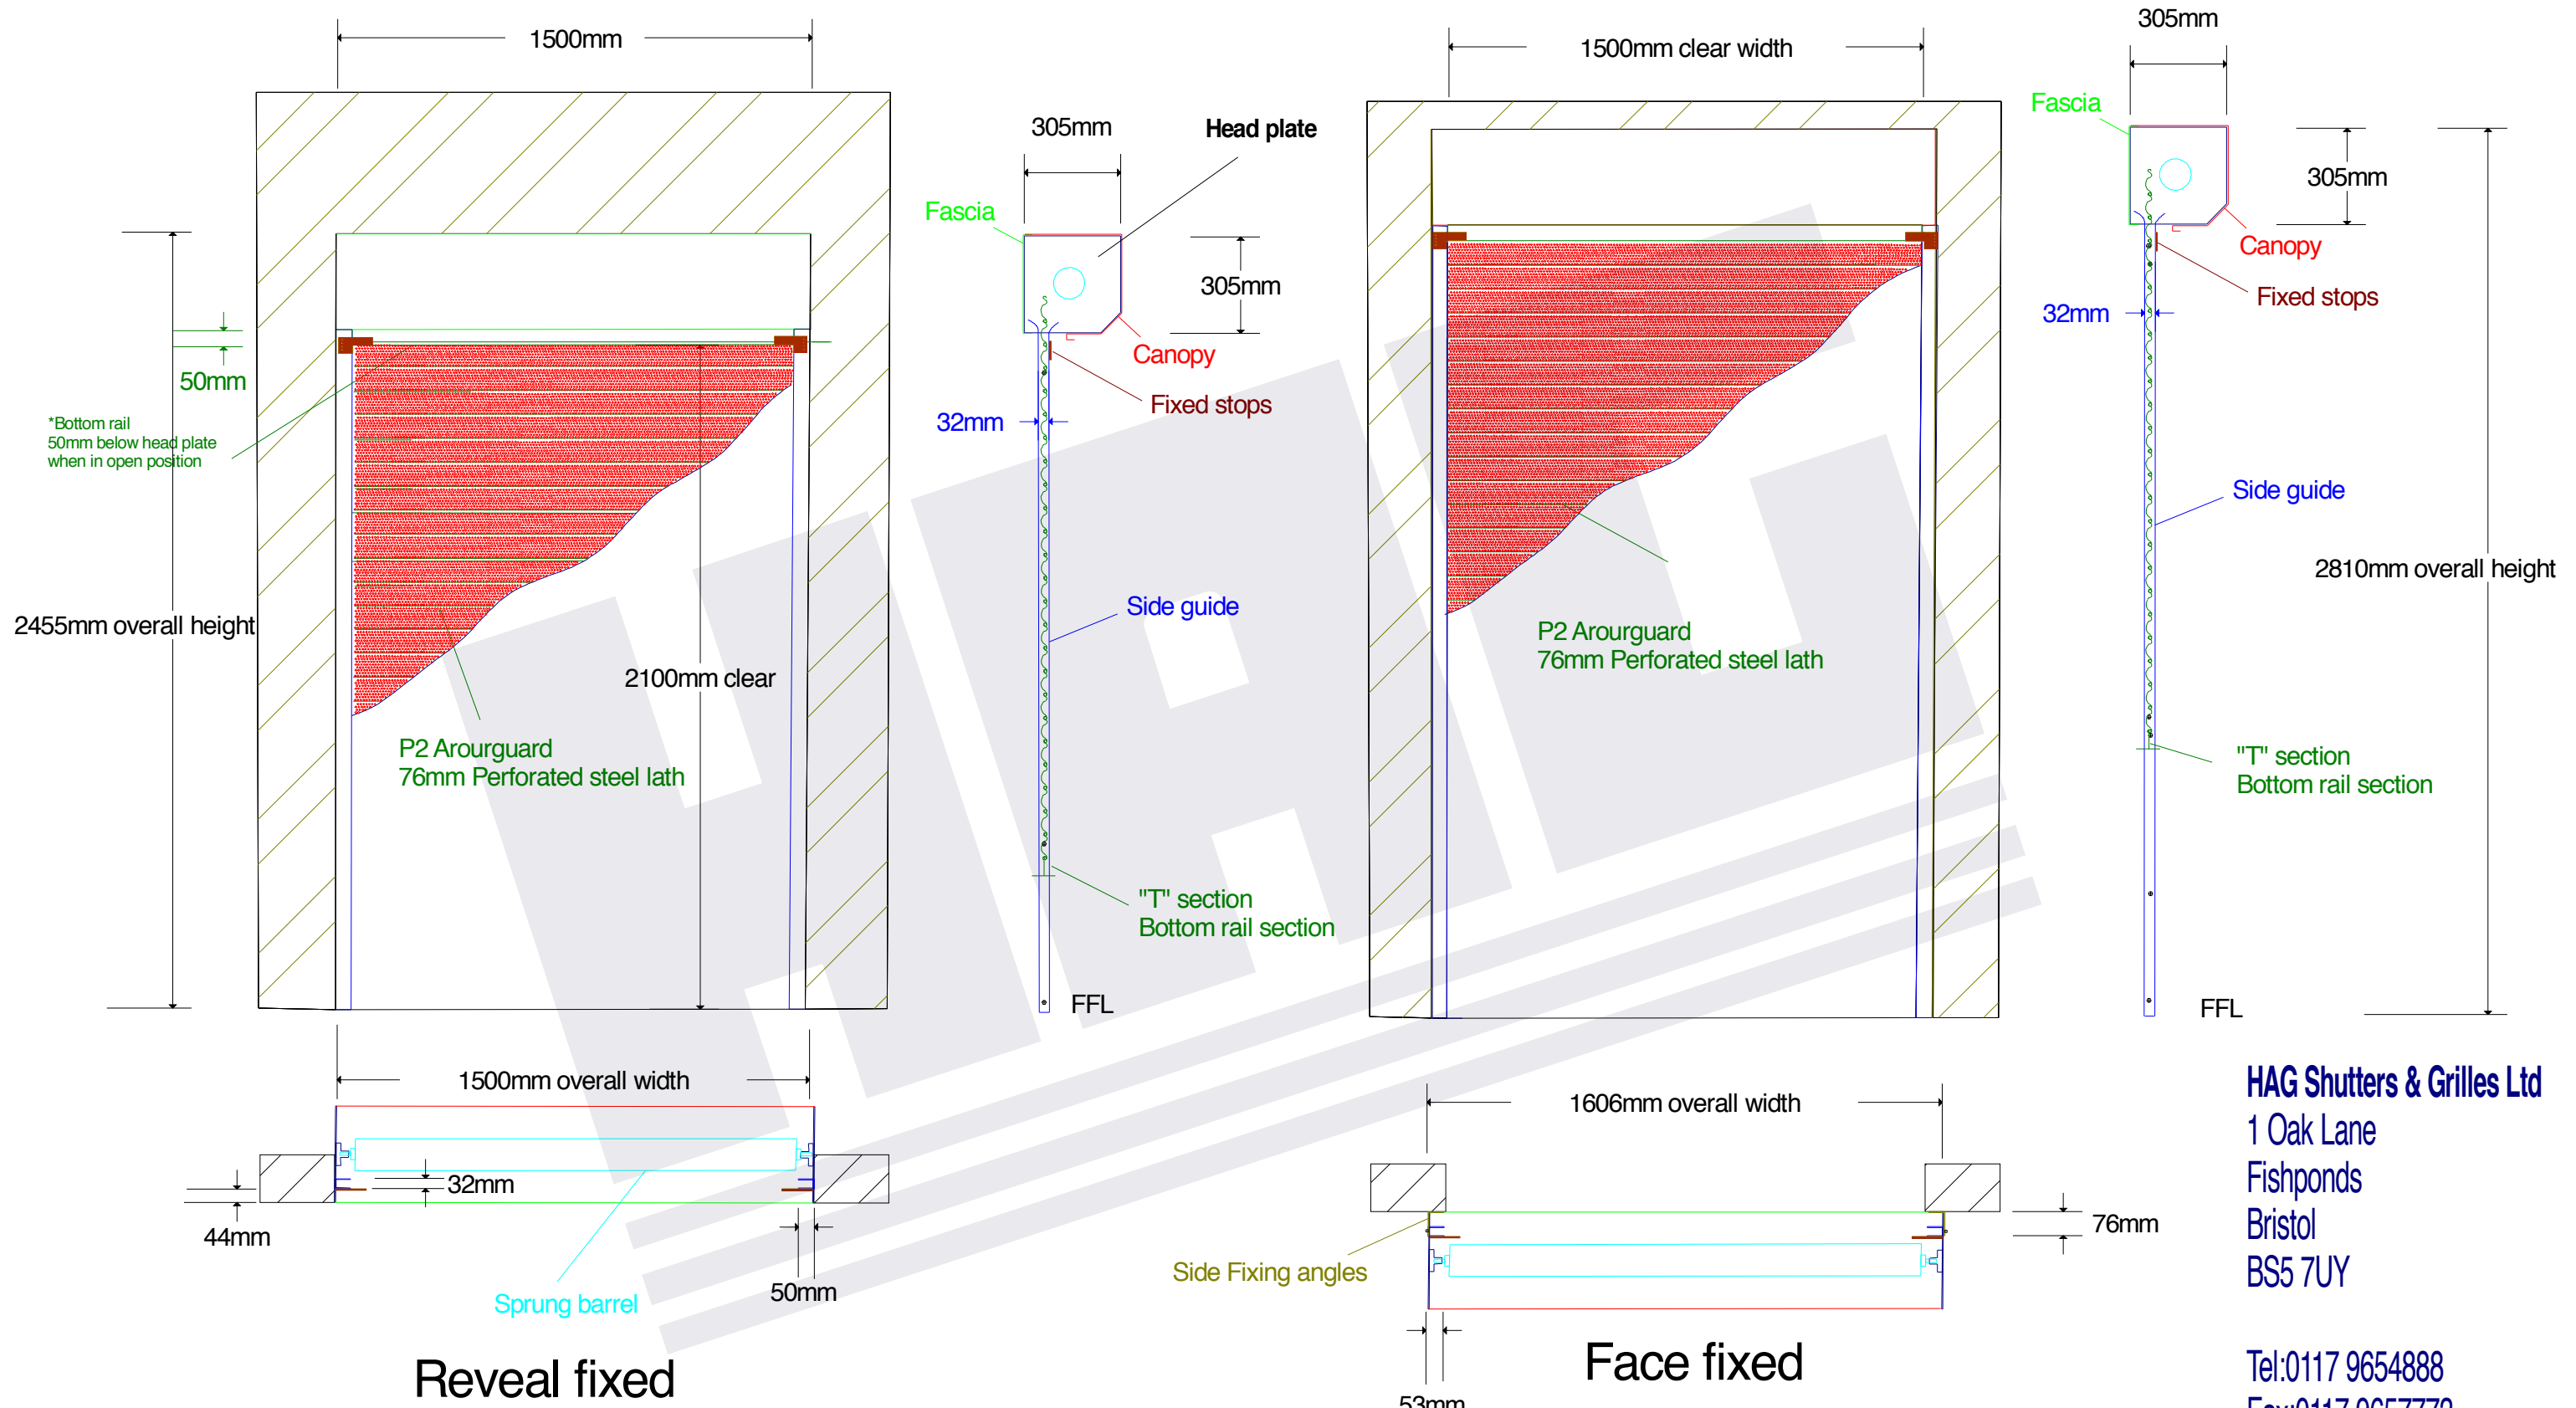 1500mm
1500mm clear width
305mm
Fascia
305mm
Head plate
305mm
Fascia
Canopy
305mm
Fixed stops
32mm
Canopy
50mm
Fixed stops
*Bottom rail
50mm below head plate
when in open position
32mm
Side guide
2810mm overall height
Side guide
2455mm overall height
P2 Arourguard
76mm Perforated steel lath
2100mm clear
P2 Arourguard
76mm Perforated steel lath
"T" section
Bottom rail section
"T" section
Bottom rail section
FFL
FFL
HAG
1500mm overall width
1606mm overall width
32mm
44mm
50mm
Sprung barrel
Side Fixing angles
76mm
53mm
Reveal fixed
Face fixed
HAG Shutters & Grilles Ltd
1 Oak Lane
Fishponds
Bristol
BS5 7UY
Tel:0117 9654888
Fax:0117 9657773